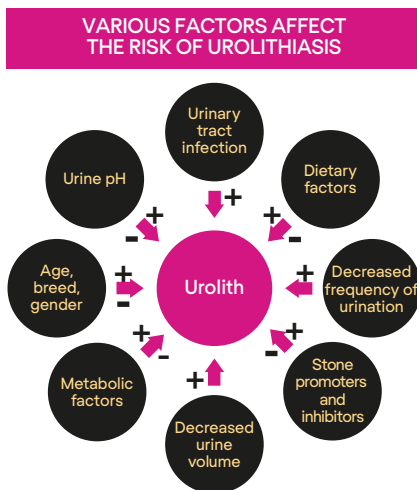 VARIOUS FACTORS AFFECT
THE RISK OF UROLITHIASIS
Urinary
tract
infection
+
Urine pH
+
-
Dietary
factors
+
-
Age,
breed,
gender
+
-
Urolith
Decreased
frequency of
urination
+
Metabolic
factors
+
-
Stone
promoters
and
inhibitors
+
-
Decreased
urine
volume
+